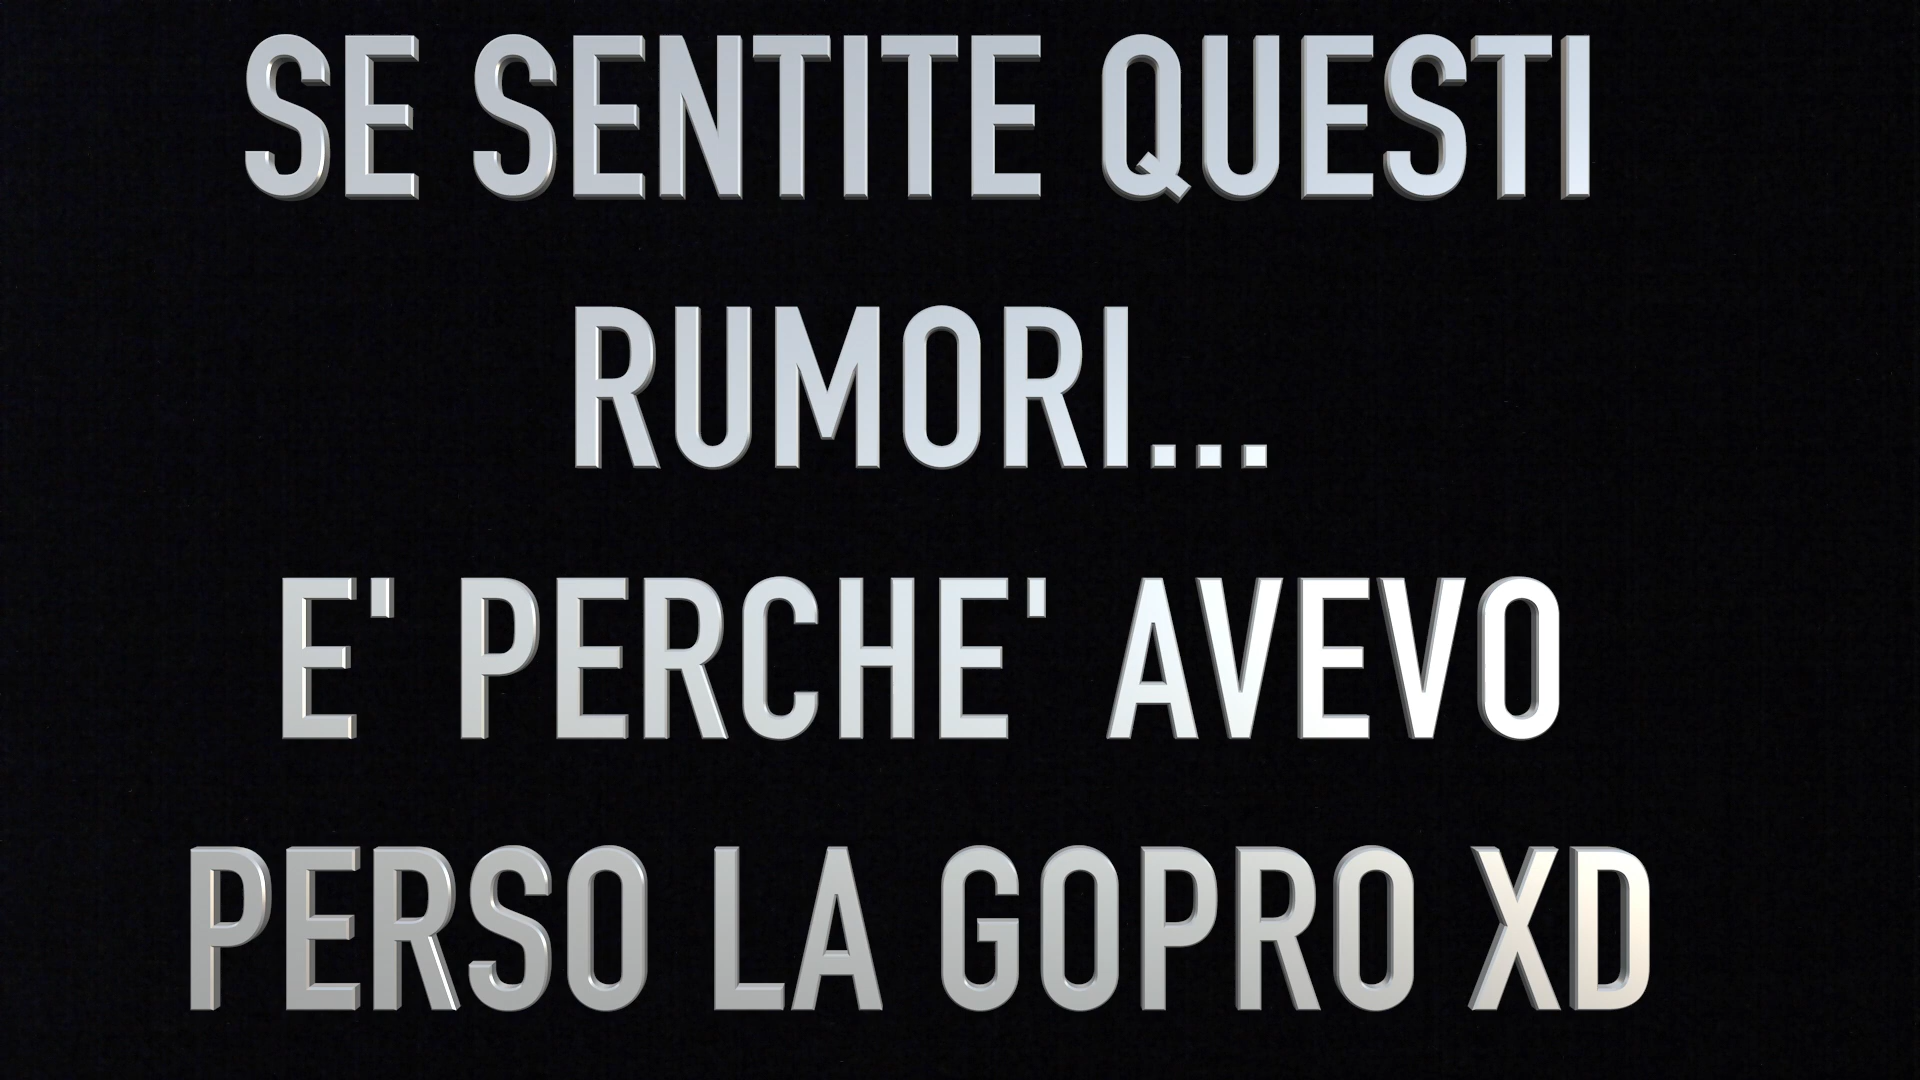 SE SENTITE QUESTI
RUMORI...
E' PERCHE' AVEVO
PERSO LA GOPRO XD